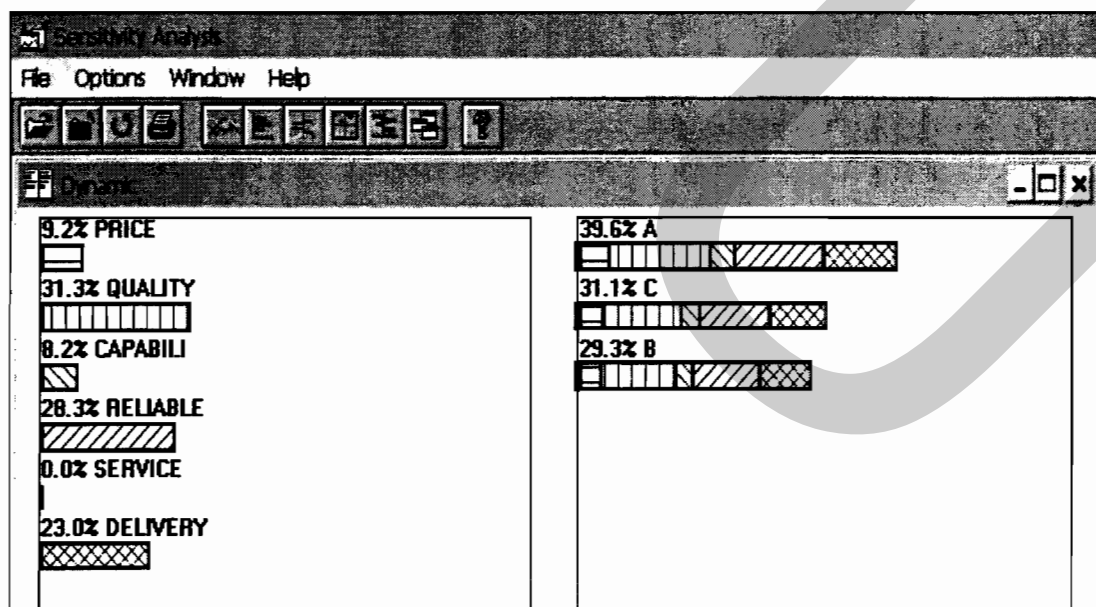 Sensitivity Analysis
File Options Window Help
Dynamic
9.2% PRICE
31.3% QUALITY
8.2% CAPABILI
28.3% RELIABLE
0.0% SERVICE
23.0% DELIVERY
39.6% A
31.1% C
29.3% B